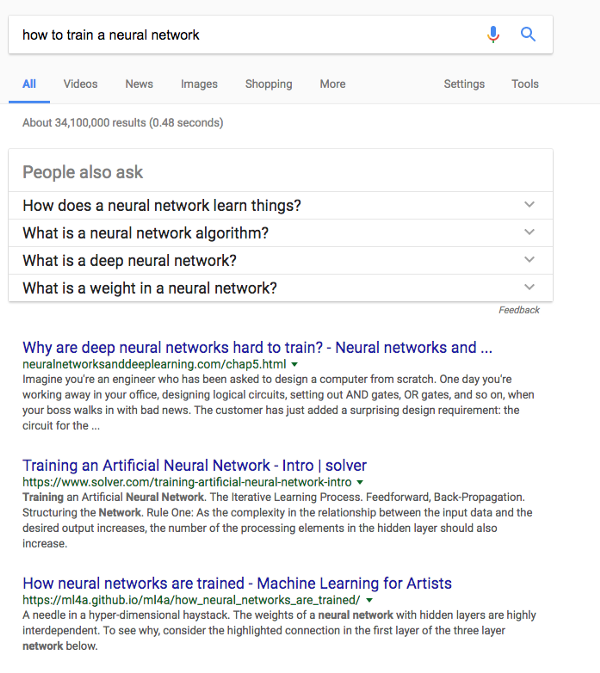 how to train a neural network
All Videos News Images Shopping More Settings Tools
About 34,100,000 results (0.48 seconds)
People also ask
How does a neural network learn things?
What is a neural network algorithm?
What is a deep neural network?
What is a weight in a neural network?
Feedback
Why are deep neural networks hard to train? - Neural networks and ...
neuralnetworksanddeeplearning.com/chap5.html
Imagine you're an engineer who has been asked to design a computer from scratch. One day you're
working away in your office, designing logical circuits, setting out AND gates, OR gates, and so on, when
your boss walks in with bad news. The customer has just added a surprising design requirement: the
circuit for the ...
Training an Artificial Neural Network - Intro | solver
https://www.solver.com/training-artificial-neural-network-intro
Training an Artificial Neural Network. The Iterative Learning Process. Feedforward, Back-Propagation.
Structuring the Network. Rule One: As the complexity in the relationship between the input data and the
desired output increases, the number of the processing elements in the hidden layer should also
increase.
How neural networks are trained - Machine Learning for Artists
https://ml4a.github.io/ml4a/how_neural_networks_are_trained/
A needle in a hyper-dimensional haystack. The weights of a neural network with hidden layers are highly
interdependent. To see why, consider the highlighted connection in the first layer of the three layer
network below.